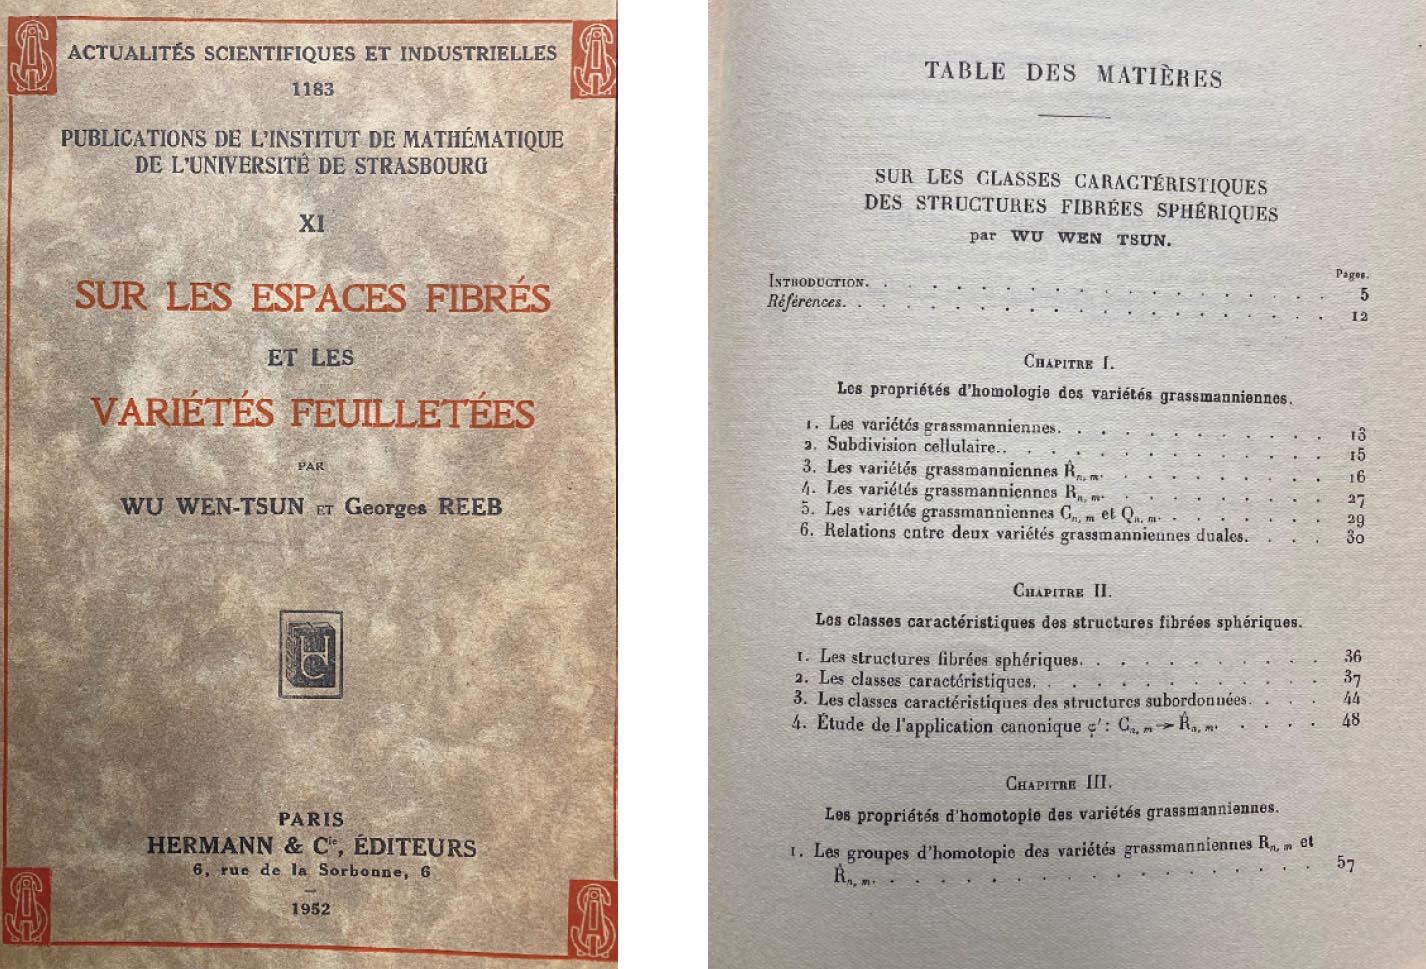 ACTUALITÉS SCIENTIFIQUES ET INDUSTRIELLES
1183
PUBLICATIONS DE L'INSTITUT DE MATHÉMATIQUE
DE L'UNIVERSITÉ DE STRASBOURG
XI
SUR LES ESPACES FIBRÉS
ET LES
VARIÉTÉS FEUILLETÉES
PAR
WU WEN-TSUN ET Georges REEB
PARIS
HERMANN & Cie, ÉDITEURS
6, rue de la Sorbonne, 6
1952
TABLE DES MATIÈRES
SUR LES CLASSES CARACTÉRISTIQUES
DES STRUCTURES FIBRÉES SPHÉRIQUES
par WU WEN TSUN.
Pages.
INTRODUCTION. . . . . . . . . . . . . . . . . . . . 5
Références. . . . . . . . . . . . . . . . . . . . . 12
CHAPITRE I.
Les propriétés d'homologie des variétés grassmanniennes.
1. Les variétés grassmanniennes. . . . . . . . . . . . 13
2. Subdivision cellulaire. . . . . . . . . . . . . . . 15
3. Les variétés grassmanniennes R̂n, m. . . . . . . . . . 16
4. Les variétés grassmanniennes Rn, m. . . . . . . . . . 27
5. Les variétés grassmanniennes Cn, m et Qn, m. . . . . . . . 29
6. Relations entre deux variétés grassmanniennes duales. . . . 30
CHAPITRE II.
Les classes caractéristiques des structures fibrées sphériques.
1. Les structures fibrées sphériques. . . . . . . . . . . 36
2. Les classes caractéristiques. . . . . . . . . . . . . 37
3. Les classes caractéristiques des structures subordonnées. . . . 44
4. Étude de l'application canonique ç' : Cn, m → R̂n, m. . . . . 48
CHAPITRE III.
Les propriétés d'homotopie des variétés grassmanniennes.
1. Les groupes d'homotopie des variétés grassmanniennes Rn, m et
R̂n, m. . . . . . . . . . . . . . . . . . . 57